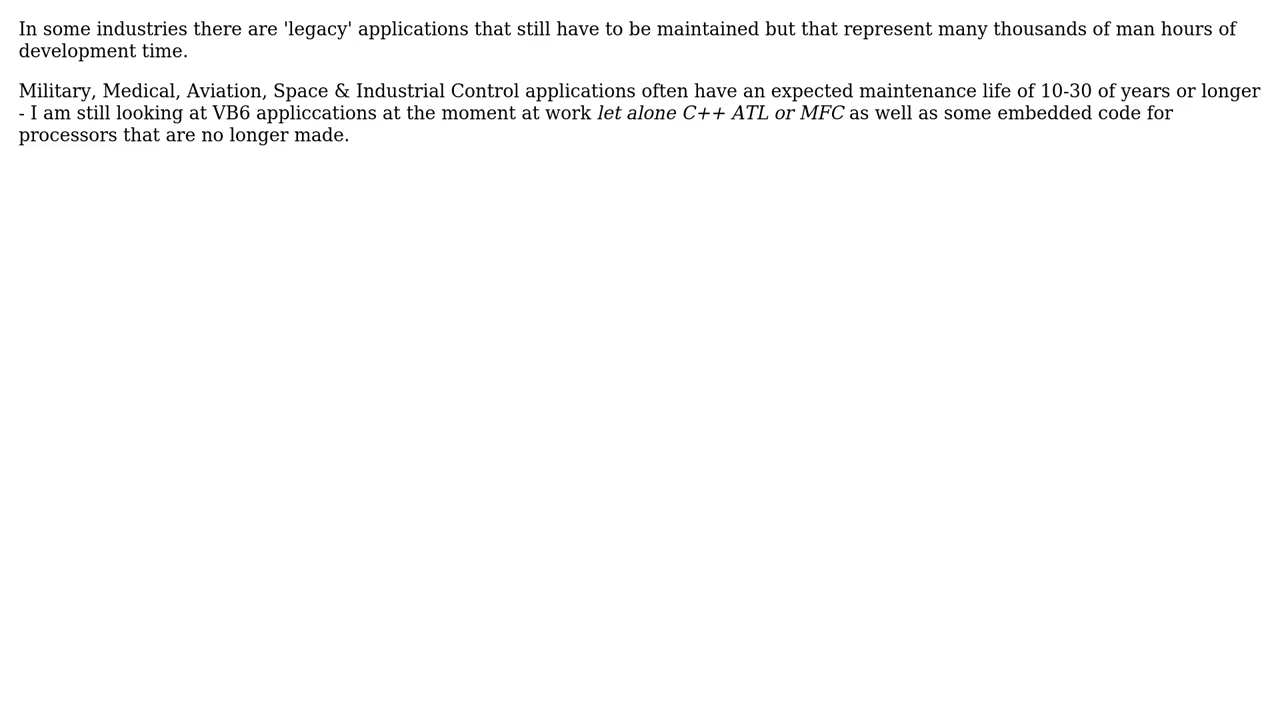 In some industries there are 'legacy' applications that still have to be maintained but that represent many thousands of man hours of
development time.
Military, Medical, Aviation, Space & Industrial Control applications often have an expected maintenance life of 10-30 of years or longer
- I am still looking at VB6 appliccations at the moment at work let alone C++ ATL or MFC as well as some embedded code for
processors that are no longer made.